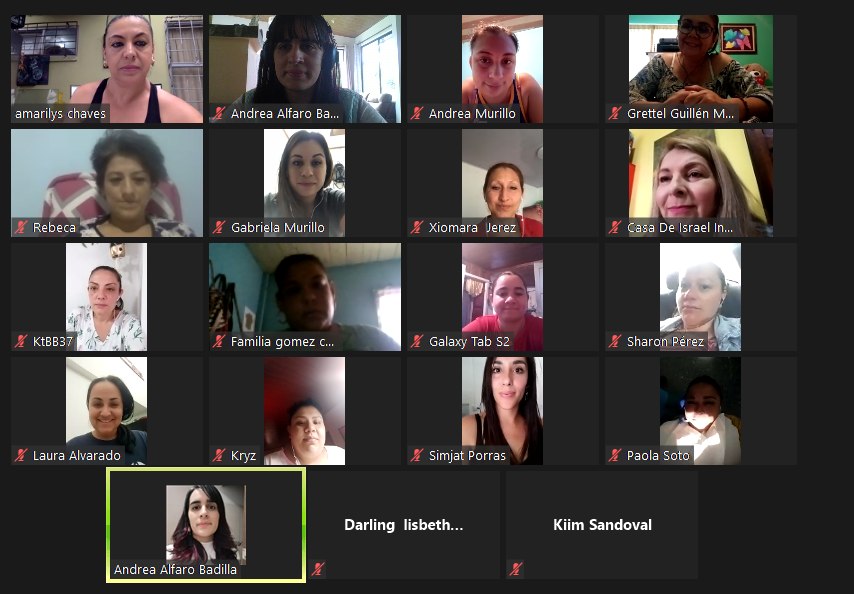 amarilys chaves
Andrea Alfaro Ba...
Andrea Murillo
Grettel Guillén M...
Rebeca
Gabriela Murillo
Xiomara Jerez
Casa De Israel In...
KtBB37
Familia gomez c...
Galaxy Tab S2
Sharon Pérez
Laura Alvarado
Kryz
Simjat Porras
Paola Soto
Andrea Alfaro Badilla
Darling lisbeth...
Kiim Sandoval